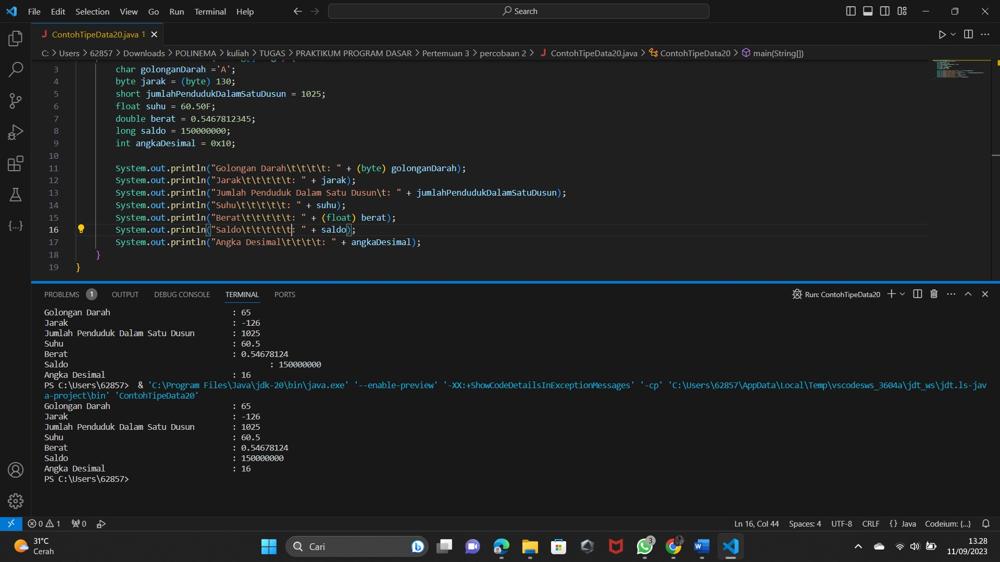 File Edit Selection View Go Run Terminal Help
Search
J ContohTipeData20.java 1
C: > Users > 62857 > Downloads > POLINEMA > kuliah > TUGAS > PRAKTIKUM PROGRAM DASAR > Pertemuan 3 > percobaan 2 > J ContohTipeData20.java > ContohTipeData20 > main(String[])
3 char golonganDarah ='A';
4 byte jarak = (byte) 130;
5 short jumlahPendudukDalamSatuDusun = 1025;
6 float suhu = 60.50F;
7 double berat = 0.5467812345;
8 long saldo = 150000000;
9 int angkaDesimal = 0x10;
10
11 System.out.println("Golongan Darah\t\t\t\t: " + (byte) golonganDarah);
12 System.out.println("Jarak\t\t\t\t\t: " + jarak);
13 System.out.println("Jumlah Penduduk Dalam Satu Dusun\t: " + jumlahPendudukDalamSatuDusun);
14 System.out.println("Suhu\t\t\t\t\t: " + suhu);
15 System.out.println("Berat\t\t\t\t\t: " + (float) berat);
16 System.out.println("Saldo\t\t\t\t\t: " + saldo);
17 System.out.println("Angka Desimal\t\t\t\t: " + angkaDesimal);
18 }
19 }
PROBLEMS 1 OUTPUT DEBUG CONSOLE TERMINAL PORTS
Run: ContohTipeData20
Golongan Darah : 65
Jarak : -126
Jumlah Penduduk Dalam Satu Dusun : 1025
Suhu : 60.5
Berat : 0.54678124
Saldo : 150000000
Angka Desimal : 16
PS C:\Users\62857> & 'C:\Program Files\Java\jdk-20\bin\java.exe' '--enable-preview' '-XX:+ShowCodeDetailsInExceptionMessages' '-cp' 'C:\Users\62857\AppData\Local\Temp\vscodesws_3604a\jdt_ws\jdt.ls-jav
a-project\bin' 'ContohTipeData20'
Golongan Darah : 65
Jarak : -126
Jumlah Penduduk Dalam Satu Dusun : 1025
Suhu : 60.5
Berat : 0.54678124
Saldo : 150000000
Angka Desimal : 16
PS C:\Users\62857>
0 1 0
Ln 16, Col 44 Spaces: 4 UTF-8 CRLF {} Java Codeium: {...}
31°C
Cerah
Cari
3
13.28
11/09/2023